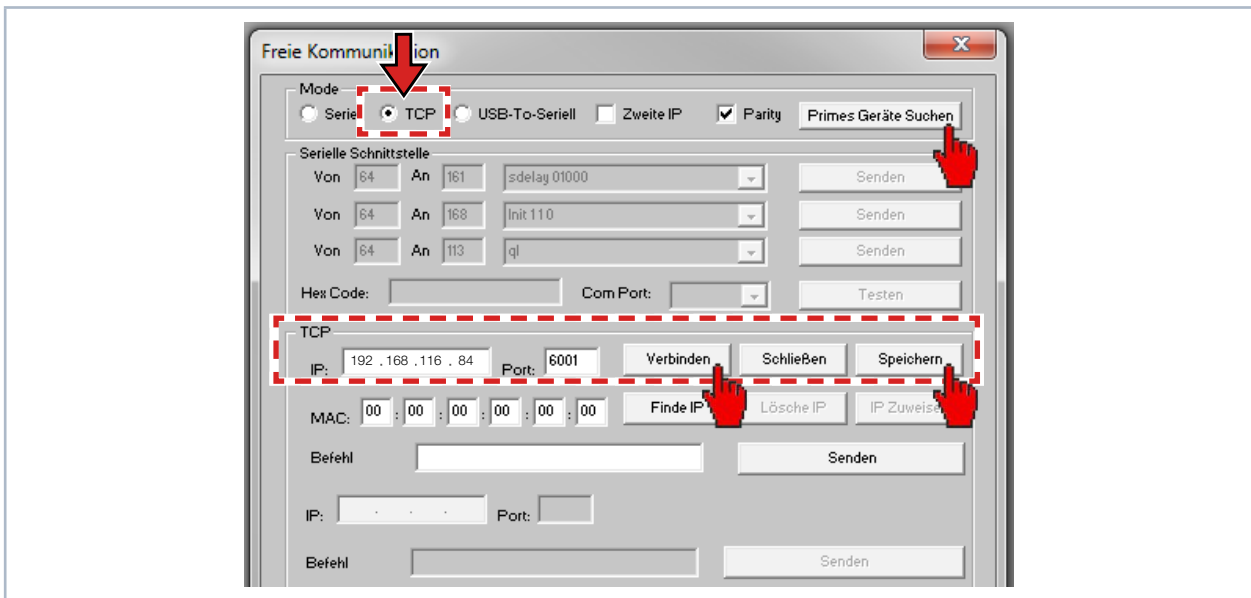 Freie Kommunik ion
Mode
Serie TCP USB-To-Seriell Zweite IP Parity Primes Geräte Suchen
Serielle Schnittstelle
Von 64 An 161 sdelay 01000 Senden
Von 64 An 168 Init 110 Senden
Von 64 An 113 ql Senden
Hex Code: Com Port: Testen
TCP
IP: 192 . 168 . 116 . 84 Port: 6001 Verbinden Schließen Speichern
MAC: 00 : 00 : 00 : 00 : 00 : 00 Finde IP Lösche IP IP Zuweise
Befehl Senden
IP: . . . Port:
Befehl Senden